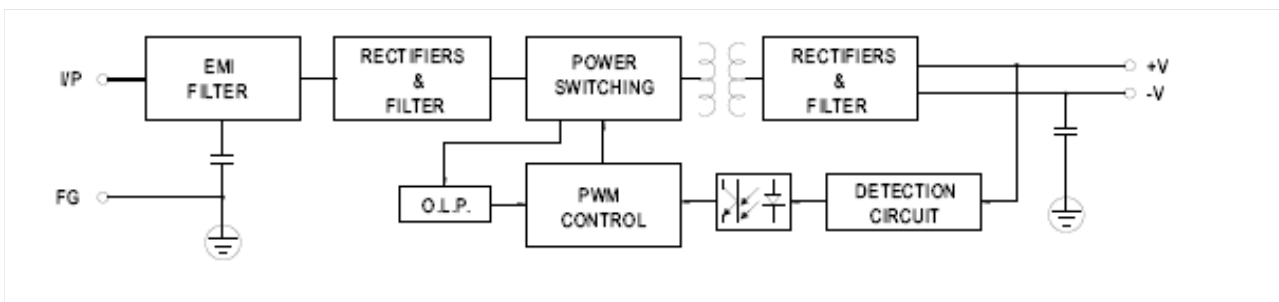 I/P
EMI
FILTER
RECTIFIERS
&
FILTER
POWER
SWITCHING
RECTIFIERS
&
FILTER
+V
-V
FG
O.L.P.
PWM
CONTROL
DETECTION
CIRCUIT